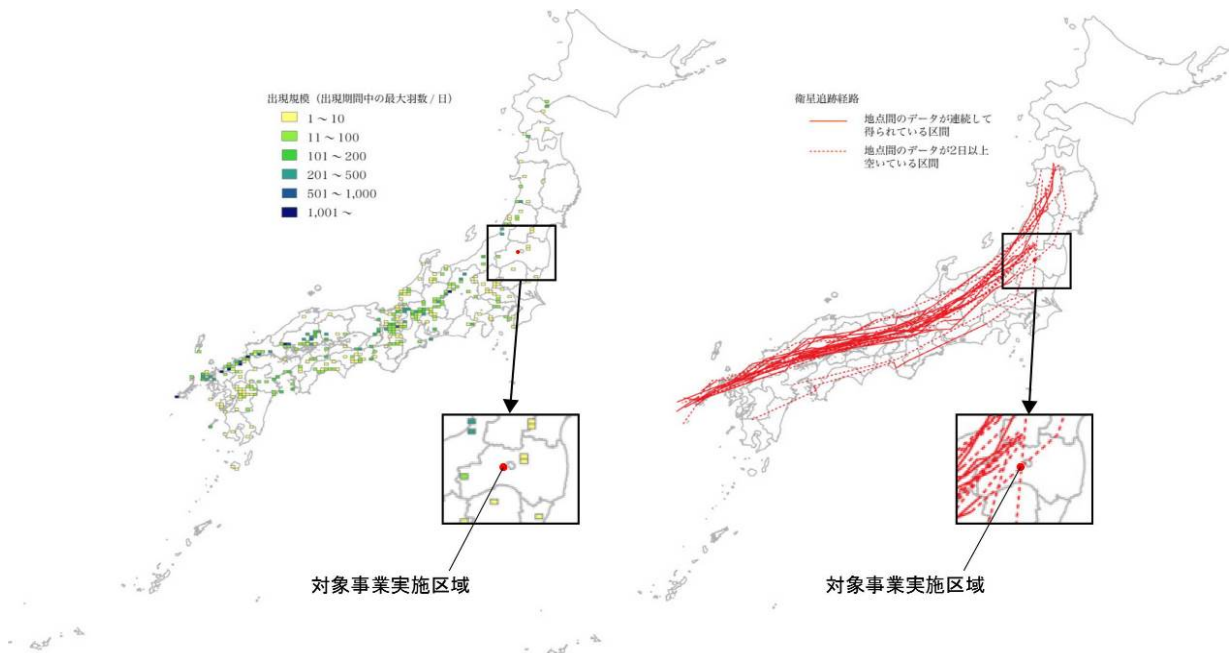 出現規模（出現期間中の最大羽数 / 日）
1 ～ 10
11 ～ 100
101 ～ 200
201 ～ 500
501 ～ 1,000
1,001 ～
対象事業実施区域
衛星追跡経路
地点間のデータが連続して
得られている区間
地点間のデータが2日以上
空いている区間
対象事業実施区域